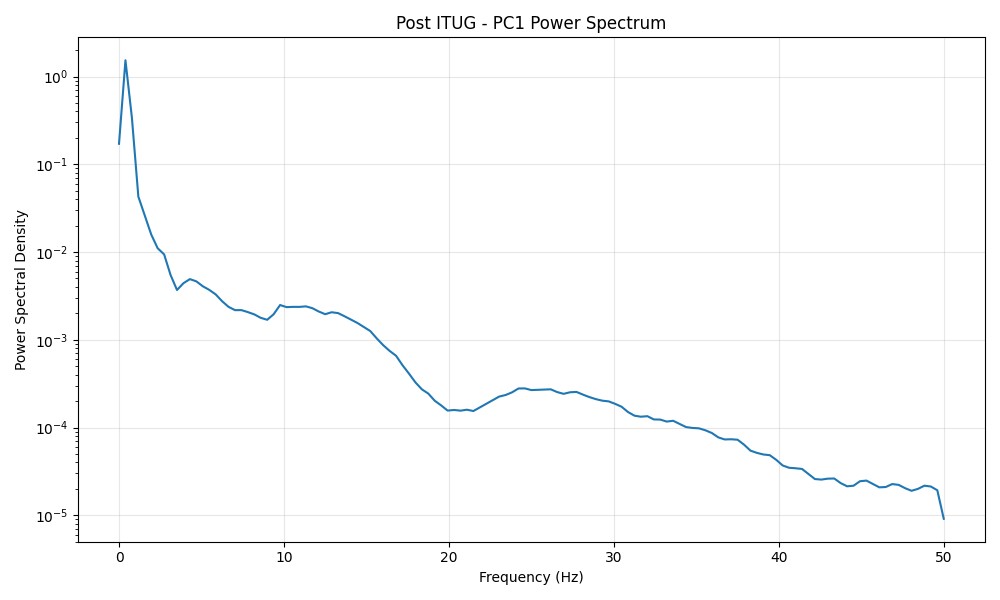 Post ITUG - PC1 Power Spectrum
Power Spectral Density
10⁰
10⁻¹
10⁻²
10⁻³
10⁻⁴
10⁻⁵
0 10 20 30 40 50
Frequency (Hz)